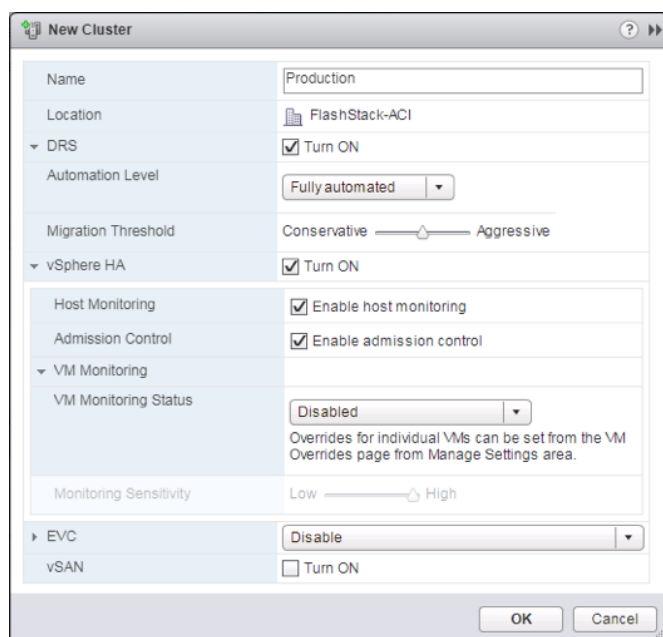 New Cluster ?
Name Production
Location FlashStack-ACI
DRS Turn ON
Automation Level Fully automated
Migration Threshold Conservative Aggressive
vSphere HA Turn ON
Host Monitoring Enable host monitoring
Admission Control Enable admission control
VM Monitoring
VM Monitoring Status Disabled
Overrides for individual VMs can be set from the VM
Overrides page from Manage Settings area.
Monitoring Sensitivity Low High
EVC Disable
vSAN Turn ON
OK Cancel